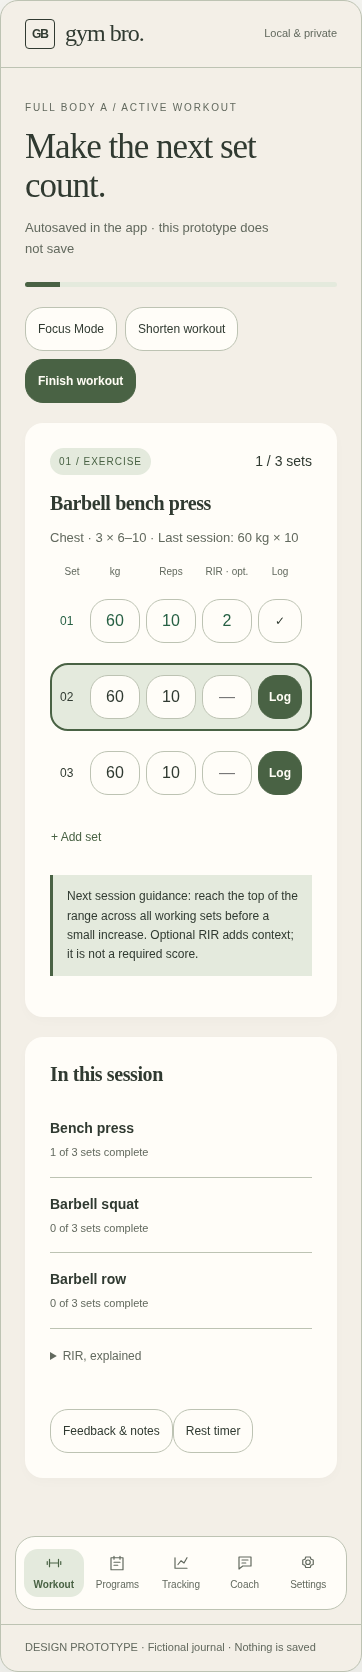 GB gym bro. Local & private
FULL BODY A / ACTIVE WORKOUT
Make the next set
count.
Autosaved in the app · this prototype does
not save
Focus Mode Shorten workout
Finish workout
01 / EXERCISE 1 / 3 sets
Barbell bench press
Chest · 3 × 6–10 · Last session: 60 kg × 10
Set kg Reps RIR · opt. Log
01 60 10 2 ✓
02 60 10 — Log
03 60 10 — Log
+ Add set
Next session guidance: reach the top of the
range across all working sets before a
small increase. Optional RIR adds context;
it is not a required score.
In this session
Bench press
1 of 3 sets complete
Barbell squat
0 of 3 sets complete
Barbell row
0 of 3 sets complete
RIR, explained
Feedback & notes Rest timer
Workout Programs Tracking Coach Settings
DESIGN PROTOTYPE · Fictional journal · Nothing is saved